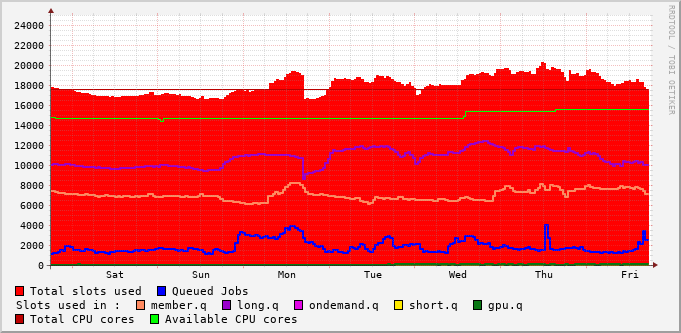 RRDTOOL / TOBI OETIKER
24000
22000
20000
18000
16000
14000
12000
10000
8000
6000
4000
2000
0
Sat Sun Mon Tue Wed Thu Fri
Total slots used Queued Jobs
Slots used in : member.q long.q ondemand.q short.q gpu.q
Total CPU cores Available CPU cores